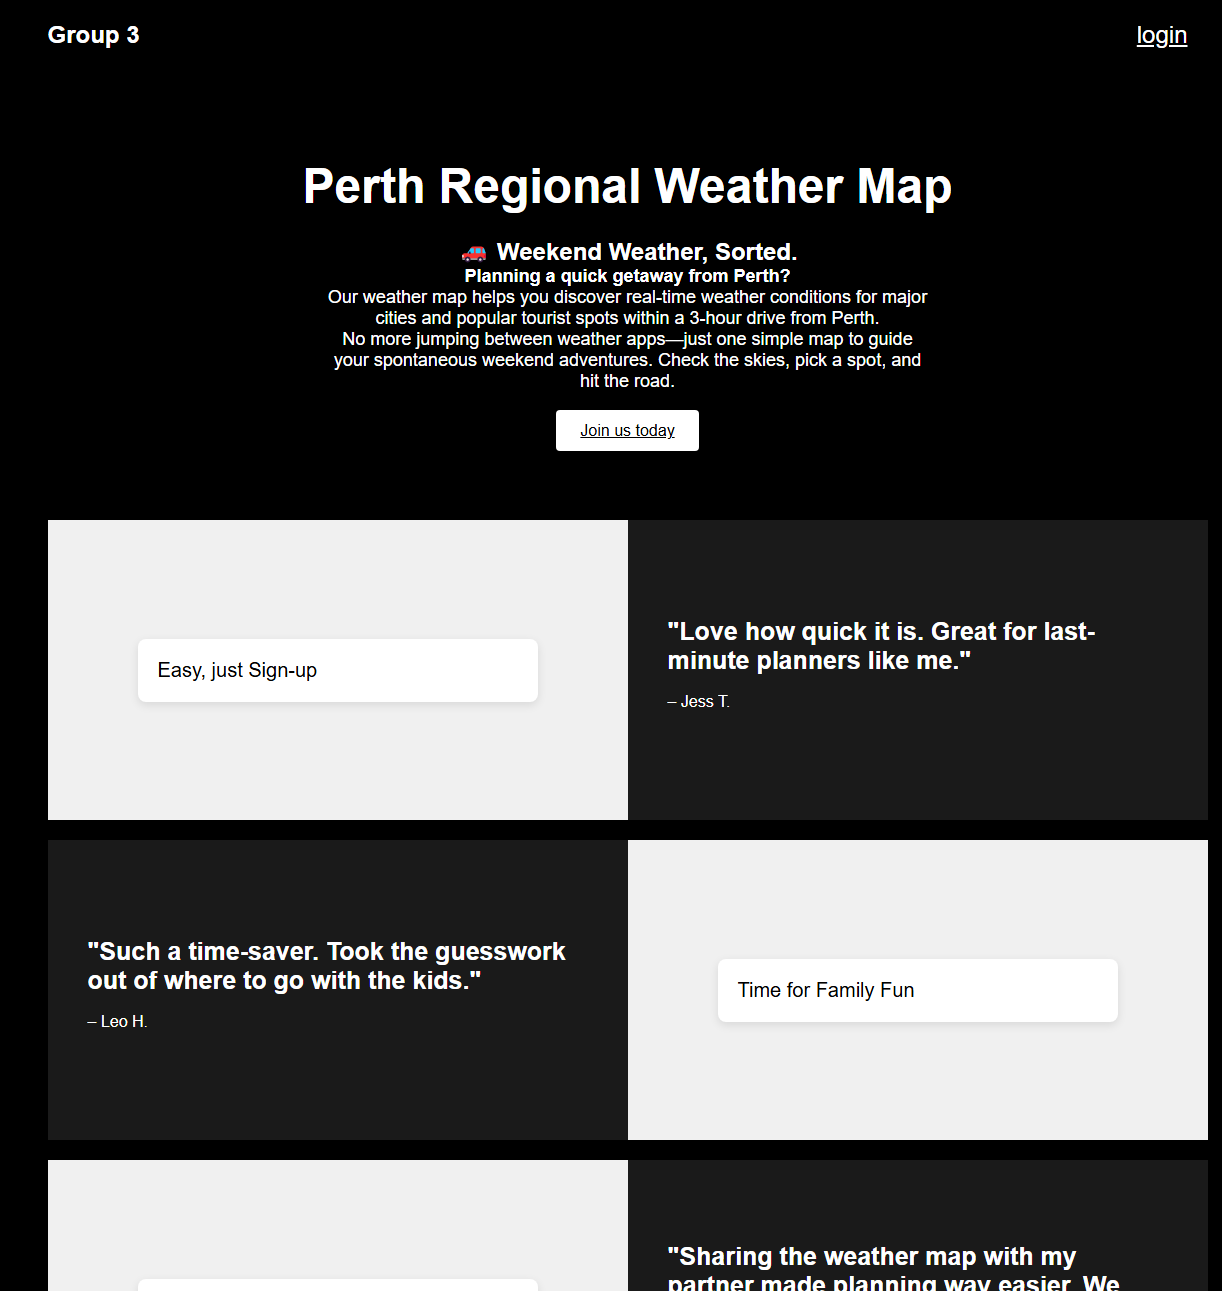 Group 3
login
Perth Regional Weather Map
🚗 Weekend Weather, Sorted.
Planning a quick getaway from Perth?
Our weather map helps you discover real-time weather conditions for major
cities and popular tourist spots within a 3-hour drive from Perth.
No more jumping between weather apps—just one simple map to guide
your spontaneous weekend adventures. Check the skies, pick a spot, and
hit the road.
Join us today
Easy, just Sign-up
"Love how quick it is. Great for last-
minute planners like me."
– Jess T.
"Such a time-saver. Took the guesswork
out of where to go with the kids."
– Leo H.
Time for Family Fun
"Sharing the weather map with my
partner made planning way easier. We